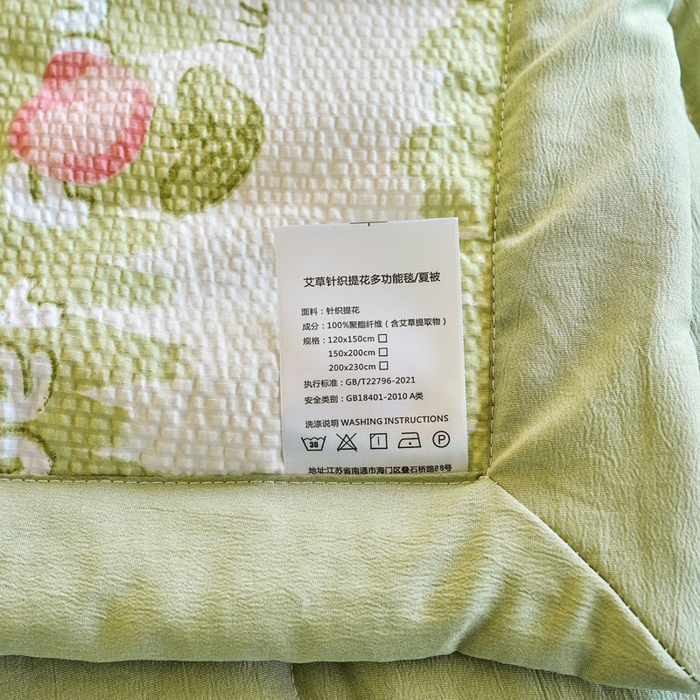 Lu
艾草针织提花多功能毯/夏被
面料：针织提花
成分：100%聚酯纤维（含艾草提取物）
规格：120x150cm □
150x200cm □
200x230cm □
执行标准：GB/T22796-2021
安全类别：GB18401-2010 A类
洗涤说明 WASHING INSTRUCTIONS
30 P
地址:江苏省南通市海门区叠石桥路88号